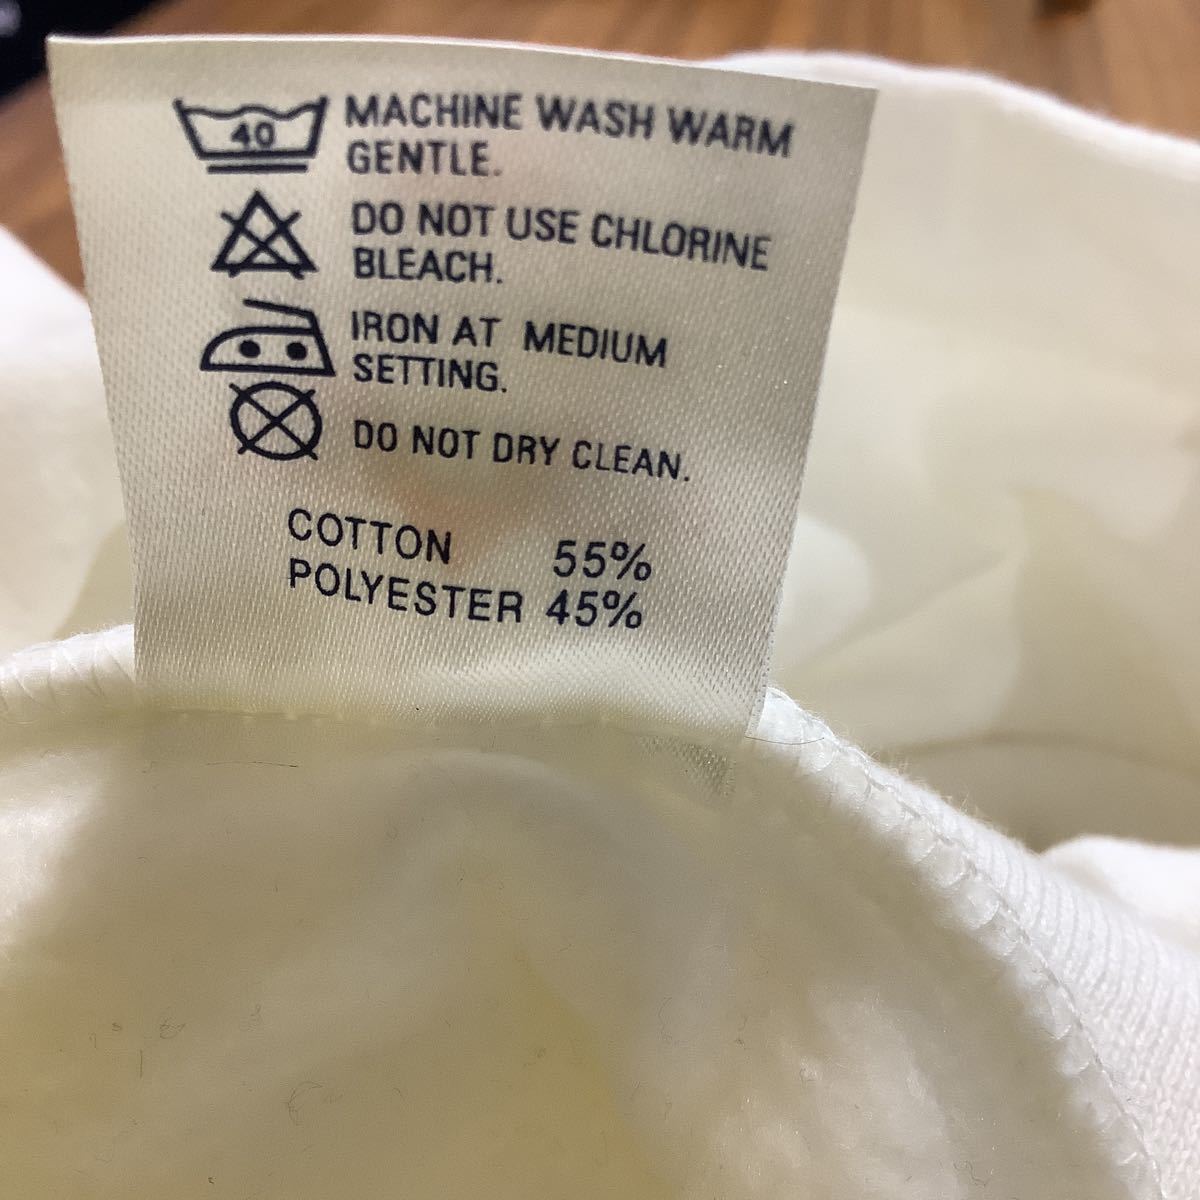 40 MACHINE WASH WARM
GENTLE.
DO NOT USE CHLORINE
BLEACH.
IRON AT MEDIUM
SETTING.
DO NOT DRY CLEAN.
COTTON 55%
POLYESTER 45%